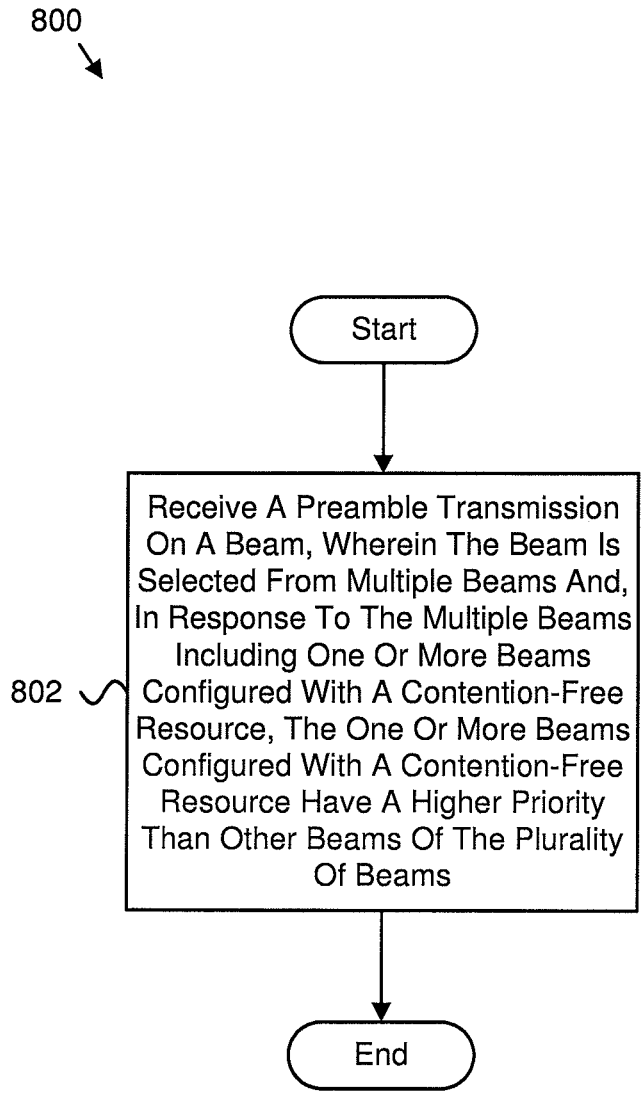 800
Start
Receive A Preamble Transmission
On A Beam, Wherein The Beam Is
Selected From Multiple Beams And,
In Response To The Multiple Beams
Including One Or More Beams
802
Configured With A Contention-Free
Resource, The One Or More Beams
Configured With A Contention-Free
Resource Have A Higher Priority
Than Other Beams Of The Plurality
Of Beams
End